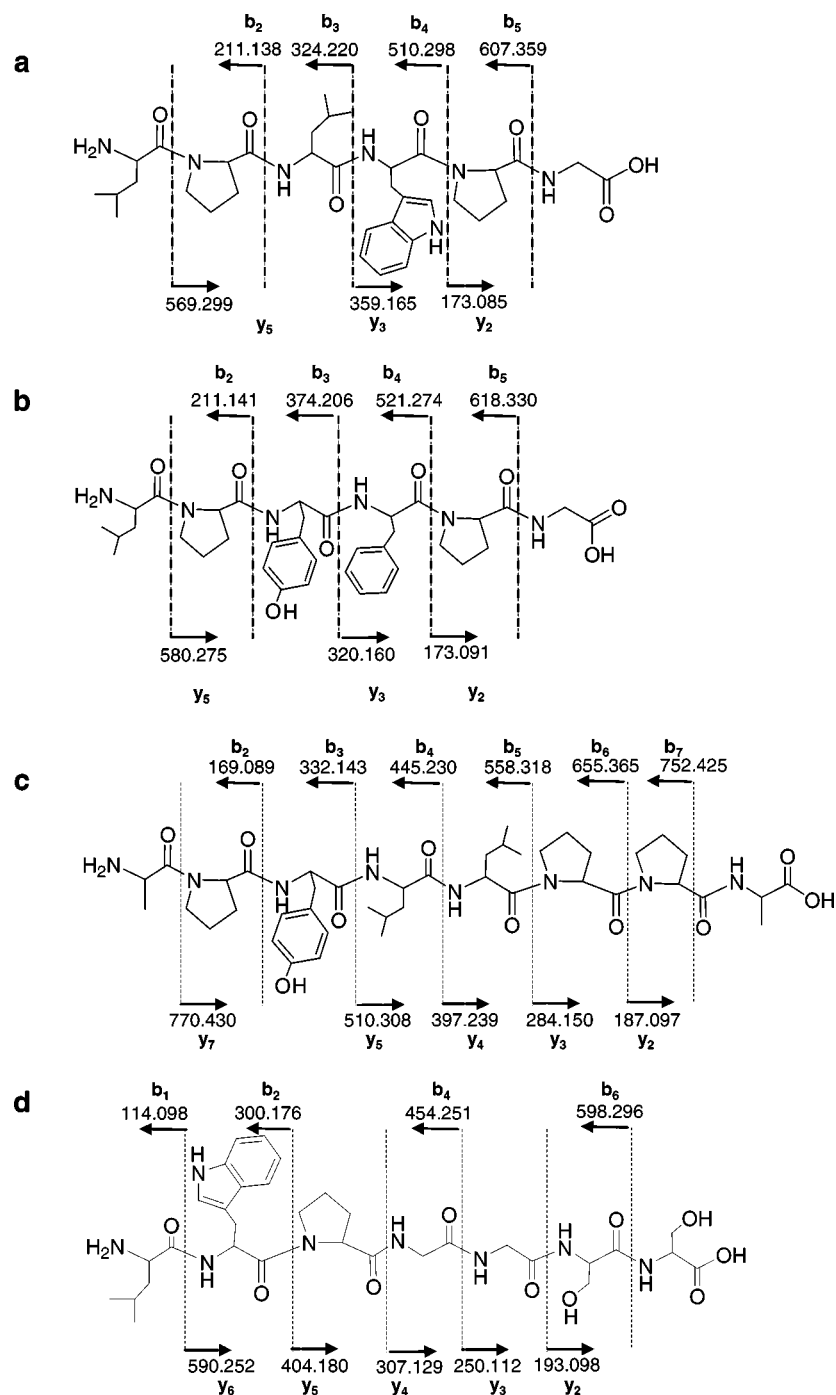 a
b2 b3 b4 b5
211.138 324.220 510.298 607.359
H2N O N O N H O H N O N O N H O OH
N H
569.299 359.165 173.085
y5 y3 y2
b
b2 b3 b4 b5
211.141 374.206 521.274 618.330
H2N O N O N H O H N O N O N H O OH
OH
580.275 320.160 173.091
y5 y3 y2
c
b2 b3 b4 b5 b6 b7
169.089 332.143 445.230 558.318 655.365 752.425
H2N O N O N H O H N O N H O N O N O H N O OH
OH
770.430 510.308 397.239 284.150 187.097
y7 y5 y4 y3 y2
d
b1 b2 b4 b6
114.098 300.176 454.251 598.296
H N
H2N O N H O N O H N O N H O H N O N H O OH
OH
HO
590.252 404.180 307.129 250.112 193.098
y6 y5 y4 y3 y2